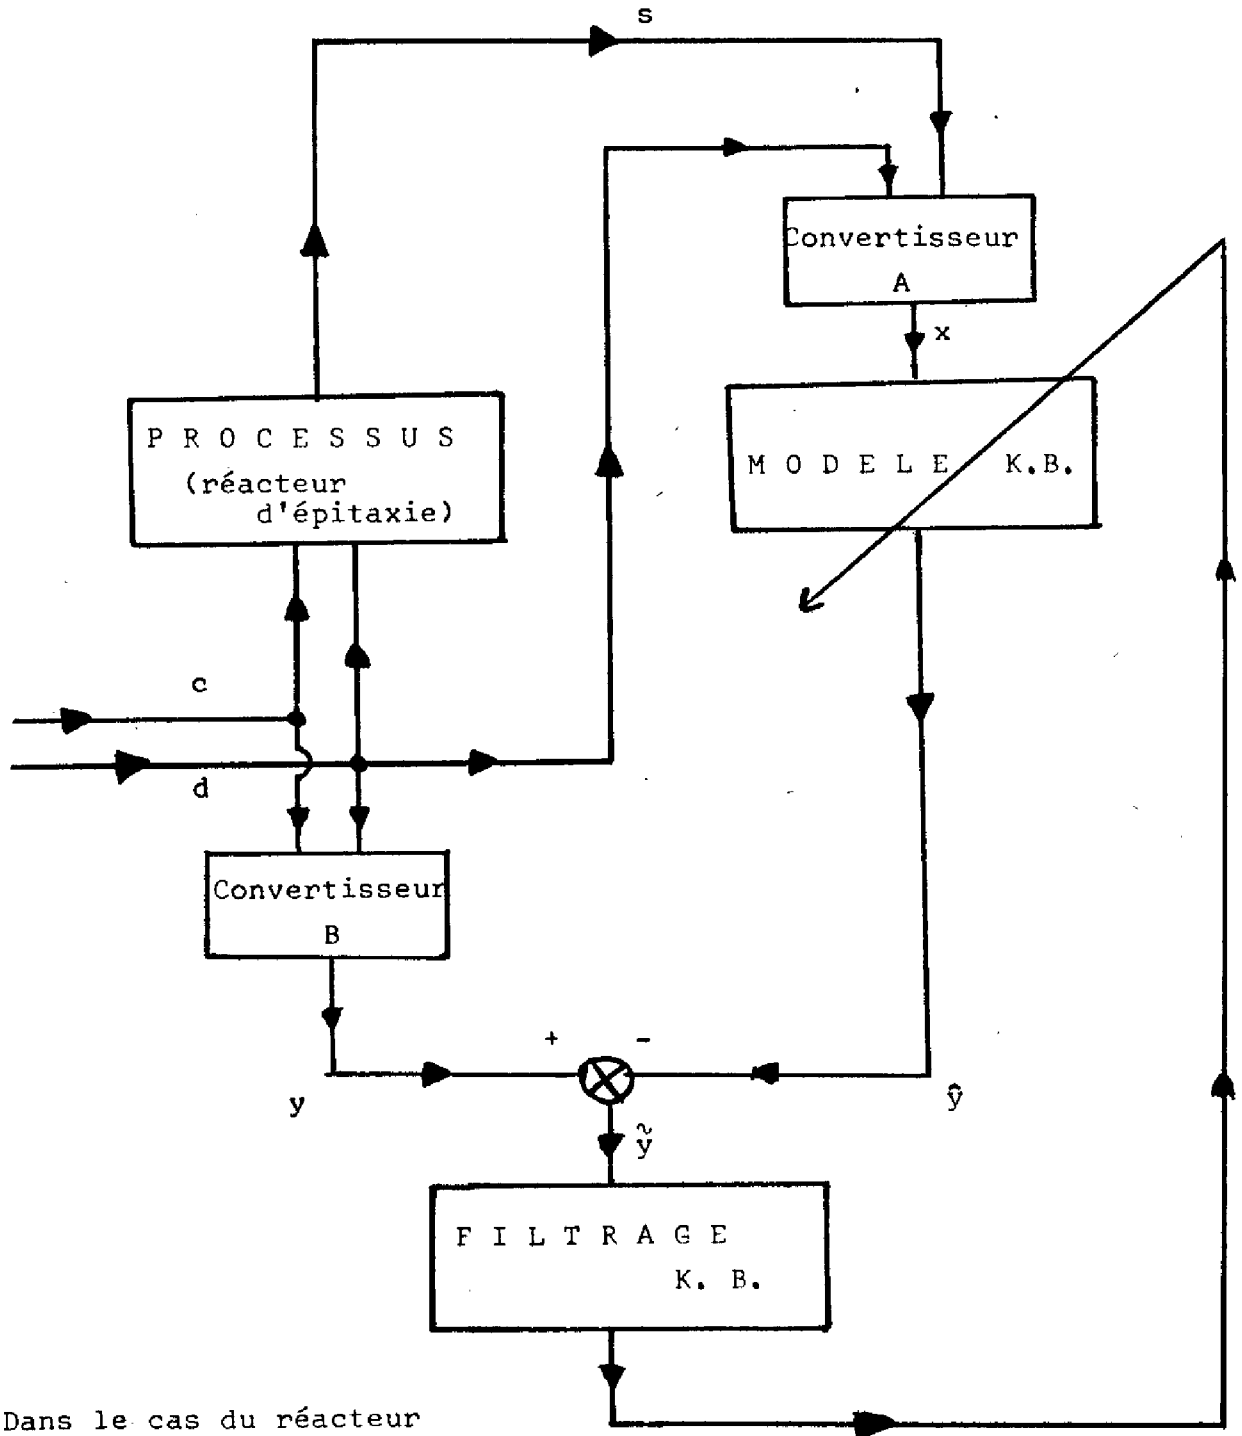 s
Convertisseur
A
x
P R O C E S S U S
(réacteur
d'épitaxie)
M O D E L E K.B.
c
d
Convertisseur
B
+ -
y
ŷ
ỹ
F I L T R A G E
K. B.
Dans le cas du réacteur